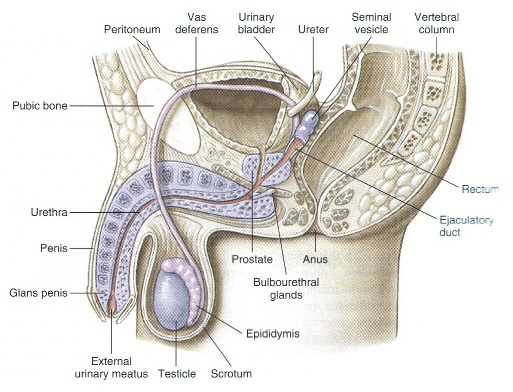 Peritoneum
Vas
deferens
Urinary
bladder
Ureter
Seminal
vesicle
Vertebral
column
Pubic bone
Rectum
Urethra
Ejaculatory
duct
Penis
Prostate
Anus
Bulbourethral
glands
Glans penis
Epididymis
External
urinary meatus
Testicle
Scrotum